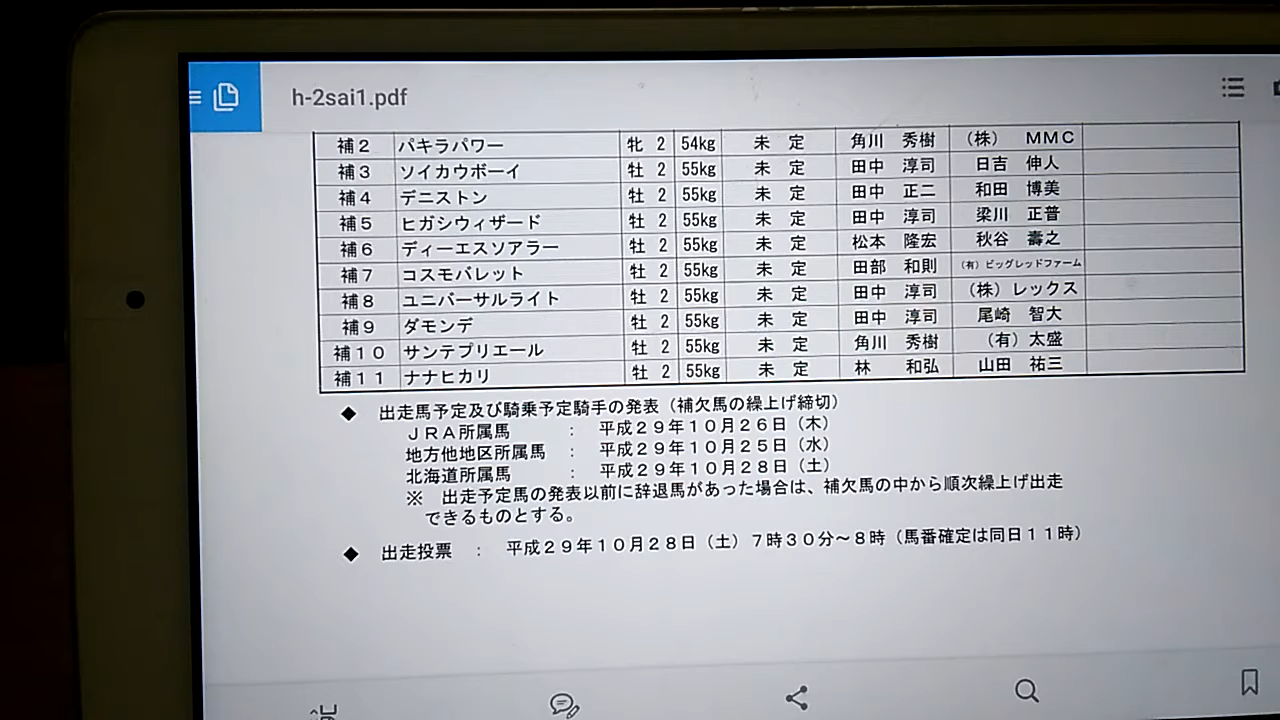 h-2sai1.pdf
補2 パキラパワー 牝 2 54kg 未 定 角川 秀樹 (株) MMC
補3 ソイカウボーイ 牡 2 55kg 未 定 田中 淳司 日吉 伸人
補4 デニストン 牡 2 55kg 未 定 田中 正二 和田 博美
補5 ヒガシウィザード 牡 2 55kg 未 定 田中 淳司 梁川 正普
補6 ディーエスソアラー 牡 2 55kg 未 定 松本 隆宏 秋谷 壽之
補7 コスモバレット 牡 2 55kg 未 定 田部 和則 (有)ビッグレッドファーム
補8 ユニバーサルライト 牡 2 55kg 未 定 田中 淳司 (株)レックス
補9 ダモンデ 牡 2 55kg 未 定 田中 淳司 尾崎 智大
補10 サンテプリエール 牡 2 55kg 未 定 角川 秀樹 (有)太盛
補11 ナナヒカリ 牡 2 55kg 未 定 林 和弘 山田 祐三
◆ 出走馬予定及び騎乗予定騎手の発表(補欠馬の繰上げ締切)
JRA所属馬 : 平成29年10月26日(木)
地方他地区所属馬 : 平成29年10月25日(水)
北海道所属馬 : 平成29年10月28日(土)
※ 出走予定馬の発表以前に辞退馬があった場合は、補欠馬の中から順次繰上げ出走
できるものとする。
◆ 出走投票 : 平成29年10月28日(土)7時30分～8時(馬番確定は同日11時)